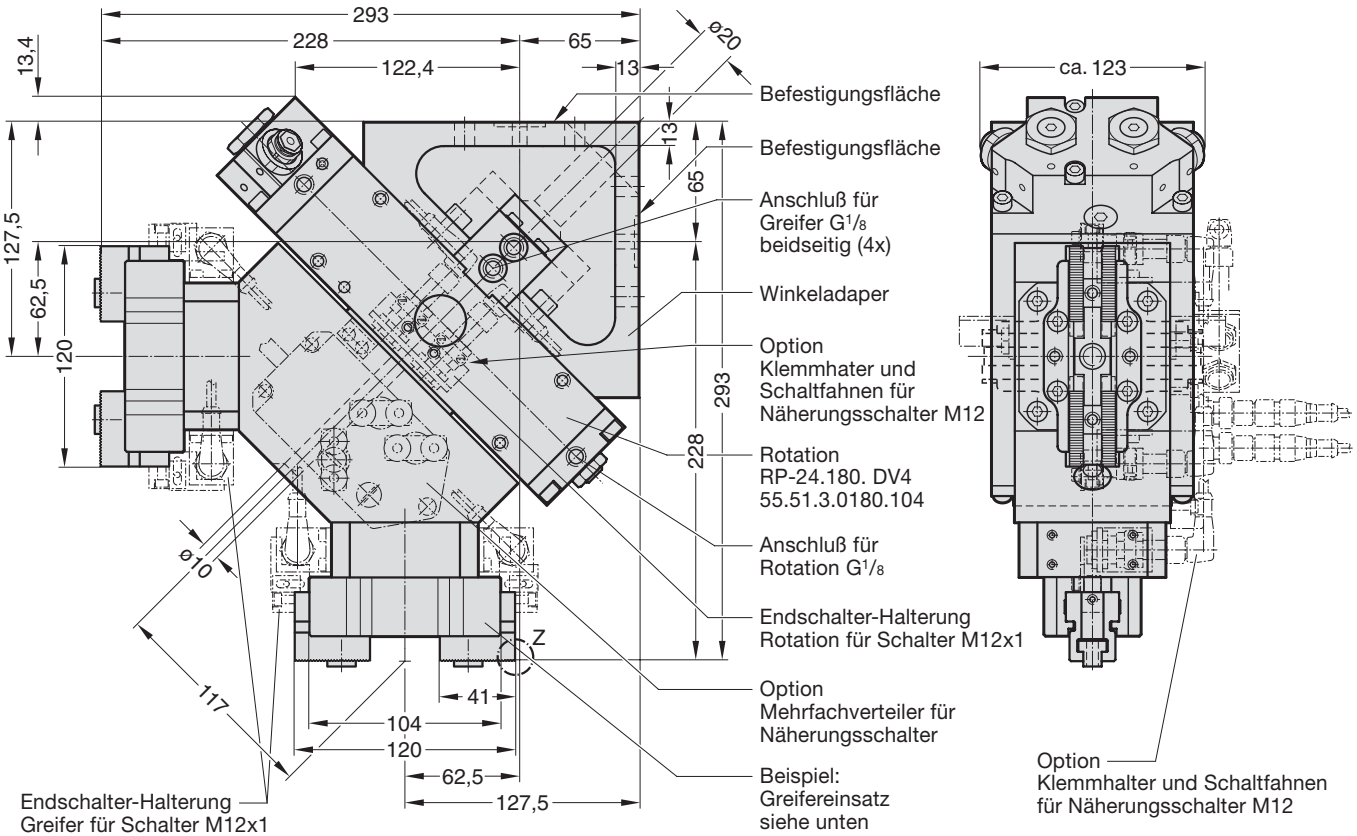 293
228
65
122,4
13
13,4
ø20
ca. 123
Befestigungsfläche
13
Befestigungsfläche
65
127,5
62,5
120
Anschluß für
Greifer G1/8
beidseitig (4x)
Winkeladaper
Option
Klemmhater und
Schaltfahnen für
Näherungsschalter M12
293
228
Rotation
RP-24.180. DV4
55.51.3.0180.104
Anschluß für
Rotation G1/8
ø10
Endschalter-Halterung
Rotation für Schalter M12x1
Z
117
41
104
120
62,5
127,5
Option
Mehrfachverteiler für
Näherungsschalter
Beispiel:
Greifereinsatz
siehe unten
Option
Klemmhalter und Schaltfahnen
für Näherungsschalter M12
Endschalter-Halterung
Greifer für Schalter M12x1